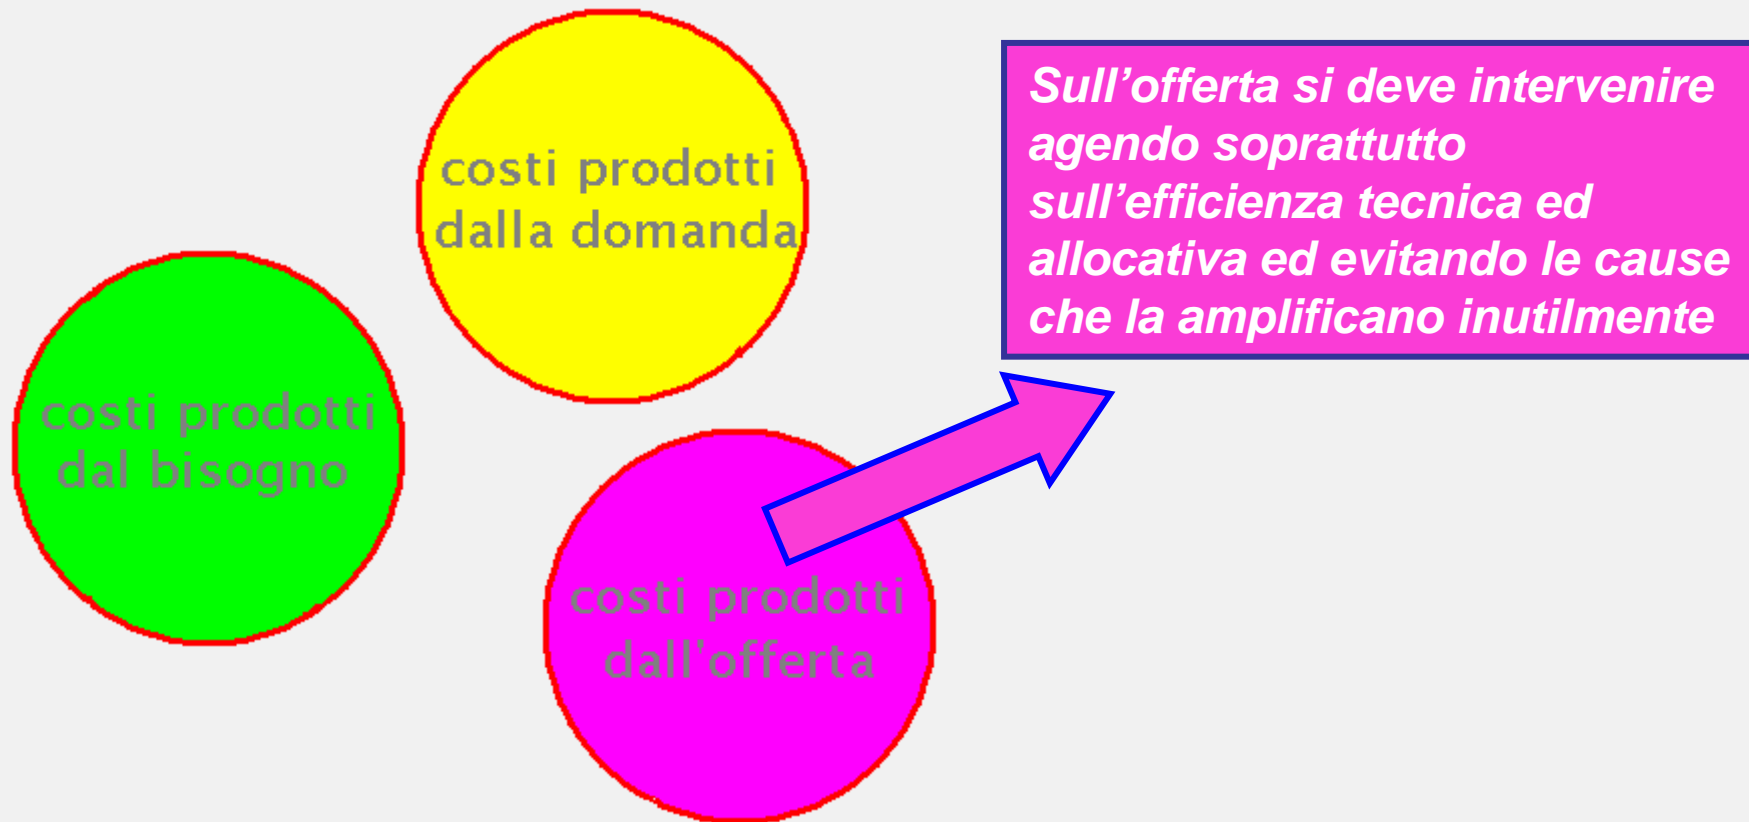 costi prodotti
dalla domanda
Sull’offerta si deve intervenire
agendo soprattutto
sull’efficienza tecnica ed
allocativa ed evitando le cause
che la amplificano inutilmente
costi prodotti
dal bisogno
costi prodotti
dall'offerta